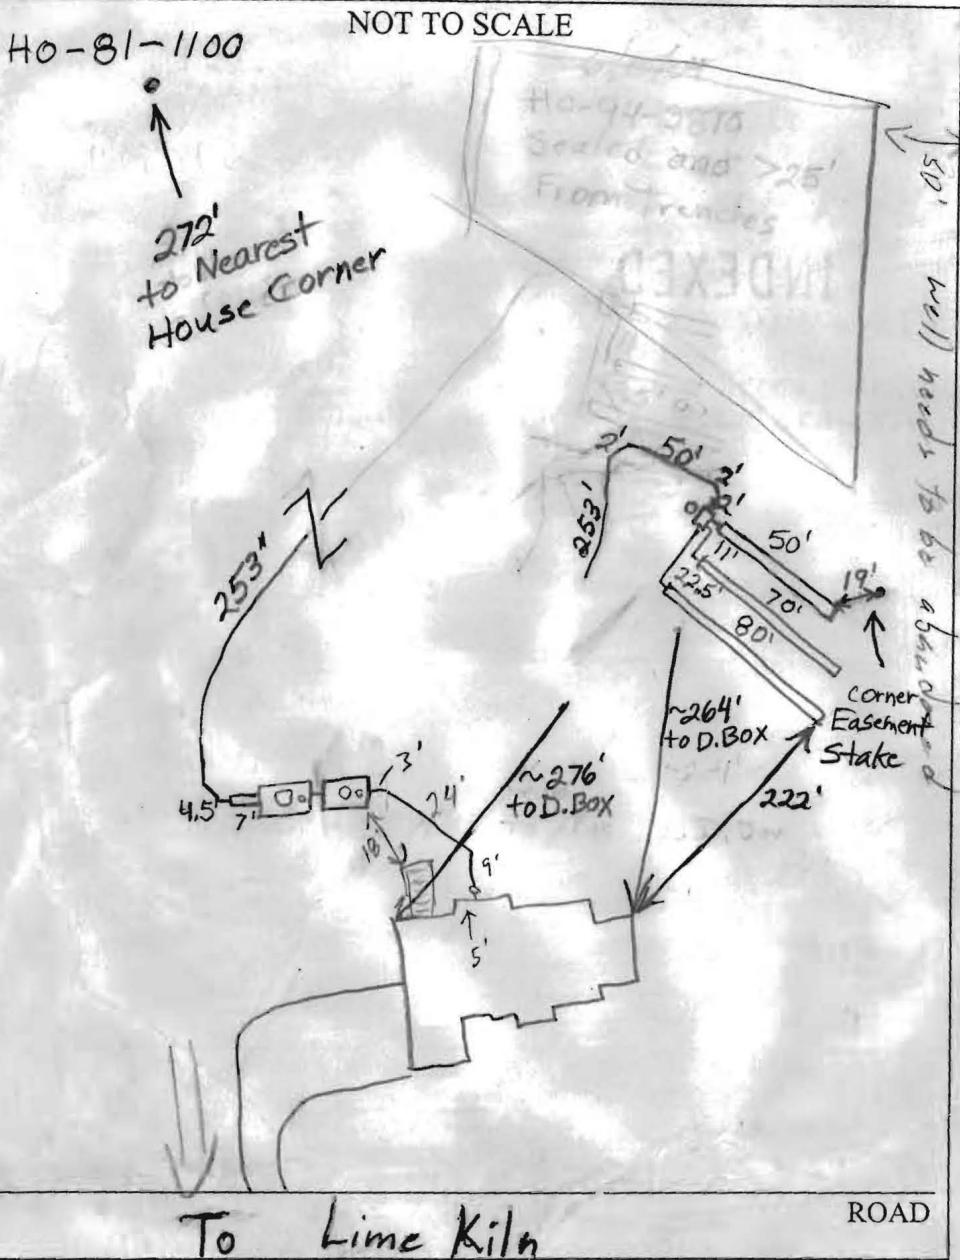 NOT TO SCALE
HO-81-1100
272'
to Nearest
House Corner
HO-94-3870
Sealed and >25'
From Trenches
INDEXED
50' well needs to be abandoned
2'
50'
2'
2'
253'
11'
50'
22.5'
70'
80'
19'
253"
corner
Easement
Stake
~264'
to D.BOX
~276'
to D.BOX
222'
4.5'
7'
3'
24'
18'
9'
5'
ROAD
To Lime Kiln